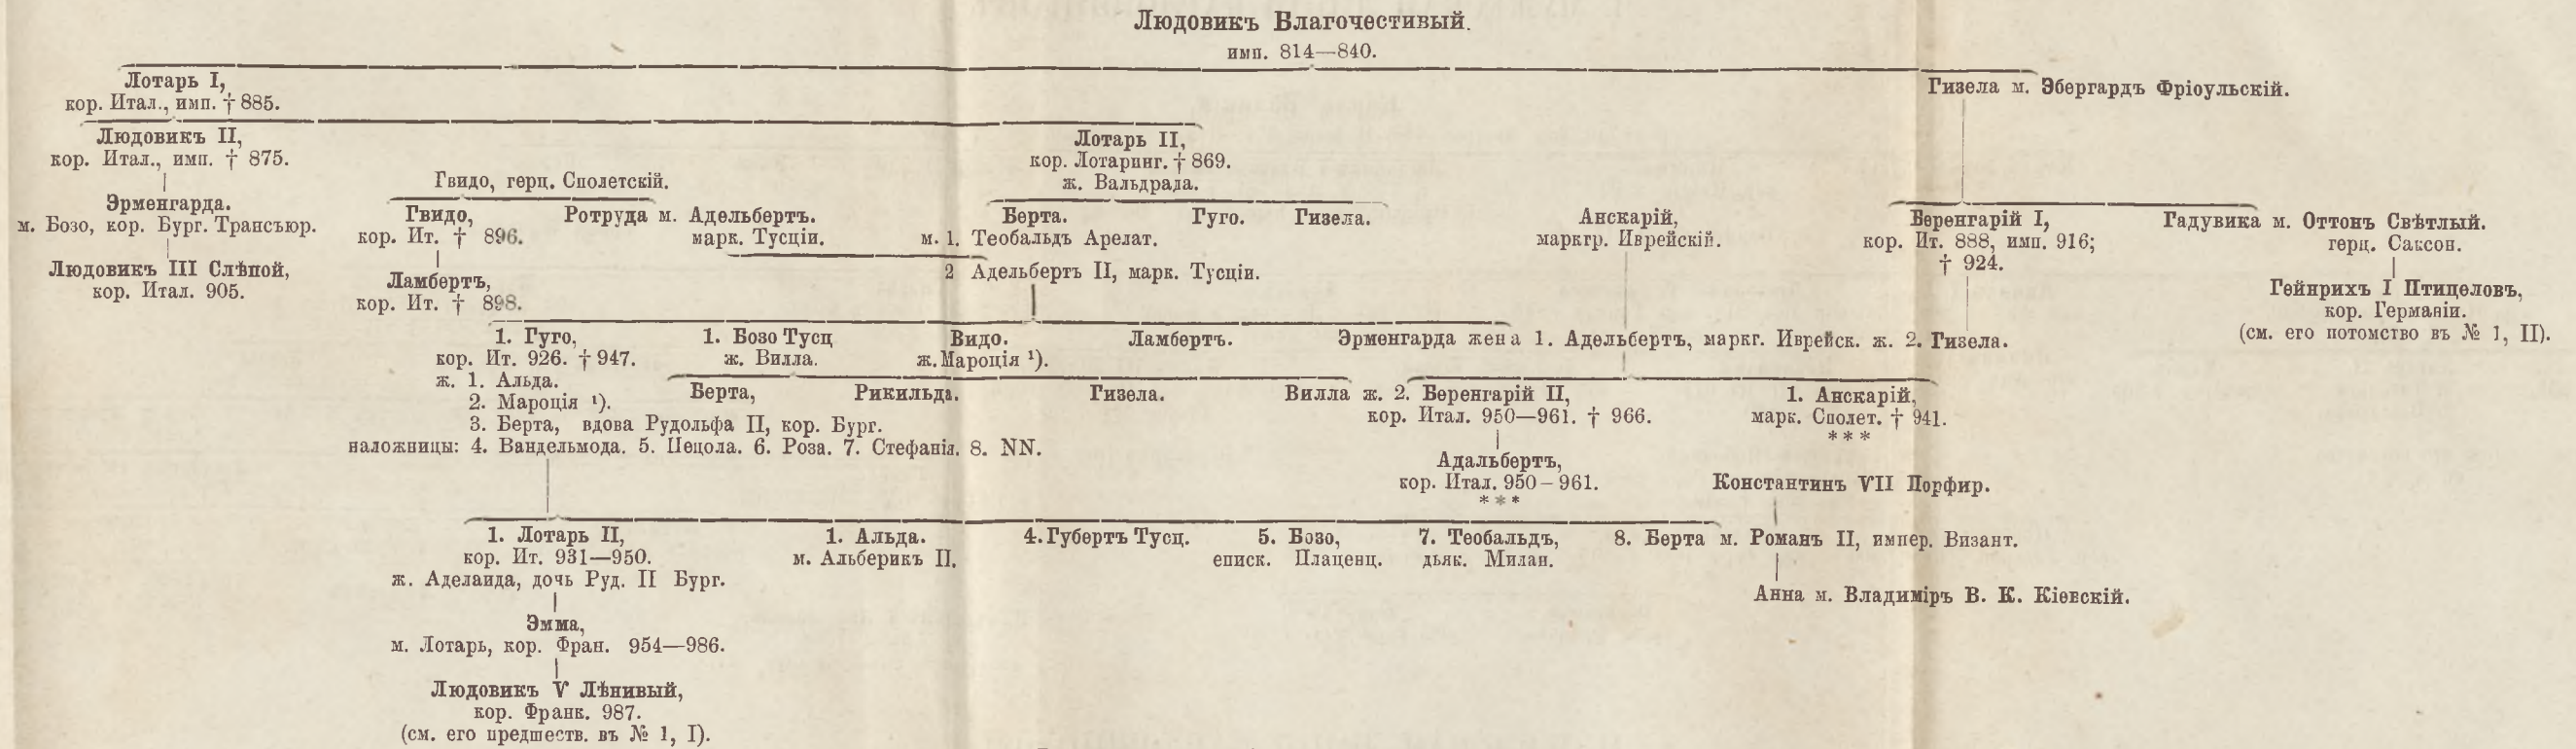 Людовикъ Благочестивый.
имп. 814—840.
Лотарь I,
кор. Итал., имп. † 885.
Гизела м. Эбергардъ Фріоульскій.
Людовикъ II,
кор. Итал., имп. † 875.
Лотарь II,
кор. Лотаринг. † 869.
ж. Вальдрада.
Гвидо, герц. Сполетскій.
Эрменгарда.
м. Бозо, кор. Бург. Трансъюр.
Гвидо,
кор. Ит. † 896.
Ротруда м. Адельбертъ.
марк. Тусціи.
Берта. Гуго. Гизела.
м. 1. Теобальдъ Арелат.
2 Адельбертъ II, марк. Тусціи.
Анскарій,
маркгр. Иврейскій.
Беренгарій I,
кор. Ит. 888, имп. 916;
† 924.
Гадувика м. Оттонъ Свѣтлый.
герц. Саксон.
Людовикъ III Слѣпой,
кор. Итал. 905.
Ламбертъ,
кор. Ит. † 898.
Гейнрихъ I Птицеловъ,
кор. Германіи.
(см. его потомство въ № 1, II).
1. Гуго,
кор. Ит. 926. † 947.
ж. 1. Альда.
2. Мароція ¹).
3. Берта, вдова Рудольфа II, кор. Бург.
наложницы: 4. Вандельмода. 5. Пецола. 6. Роза. 7. Стефанія. 8. NN.
1. Бозо Тусц
ж. Вилла.
Видо.
ж. Мароція ¹).
Ламбертъ.
Эрменгарда жена 1. Адельбертъ, маркг. Иврейск. ж. 2. Гизела.
Берта, Рикильда. Гизела. Вилла ж. 2. Беренгарій II,
кор. Итал. 950—961. † 966.
1. Анскарій,
марк. Сполет. † 941.
* * *
Адальбертъ,
кор. Итал. 950–961.
* * *
Константинъ VII Порфир.
1. Лотарь II,
кор. Ит. 931—950.
ж. Аделаида, дочь Руд. II Бург.
1. Альда.
м. Альберикъ II.
4. Губертъ Тусц.
5. Бозо,
еписк. Плаценц.
7. Теобальдъ,
дьяк. Милан.
8. Берта м. Романъ II, импер. Визант.
Анна м. Владиміръ В. К. Кіевскій.
Эмма,
м. Лотарь, кор. Фран. 954—986.
Людовикъ V Лѣнивый,
кор. Франк. 987.
(см. его предшеств. въ № 1, I).